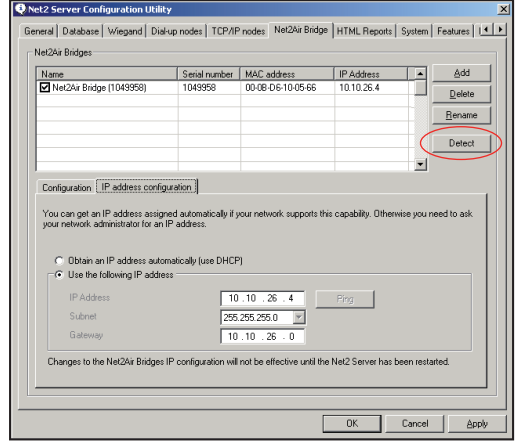 Net2 Server Configuration Utility
General Database Wiegand Dial-up nodes TCP/IP nodes Net2Air Bridge HTML Reports System Features
Net2Air Bridges
Name Serial number MAC address IP Address
Net2Air Bridge (1049958) 1049958 00-0B-D6-10-05-66 10.10.26.4
Add
Delete
Rename
Detect
Configuration IP address configuration
You can get an IP address assigned automatically if your network supports this capability. Otherwise you need to ask
your network administrator for an IP address.
Obtain an IP address automatically (use DHCP)
Use the following IP address
IP Address 10 . 10 . 26 . 4 Ping
Subnet 255.255.255.0
Gateway 10 . 10 . 26 . 0
Changes to the Net2Air Bridges IP configuration will not be effective until the Net2 Server has been restarted.
OK Cancel Apply